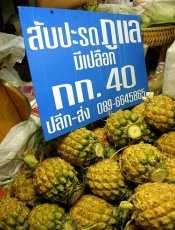 สับปะรด ภูแล
มีเปลือก
กก. 40
ปลีก-ส่ง 089-6645865